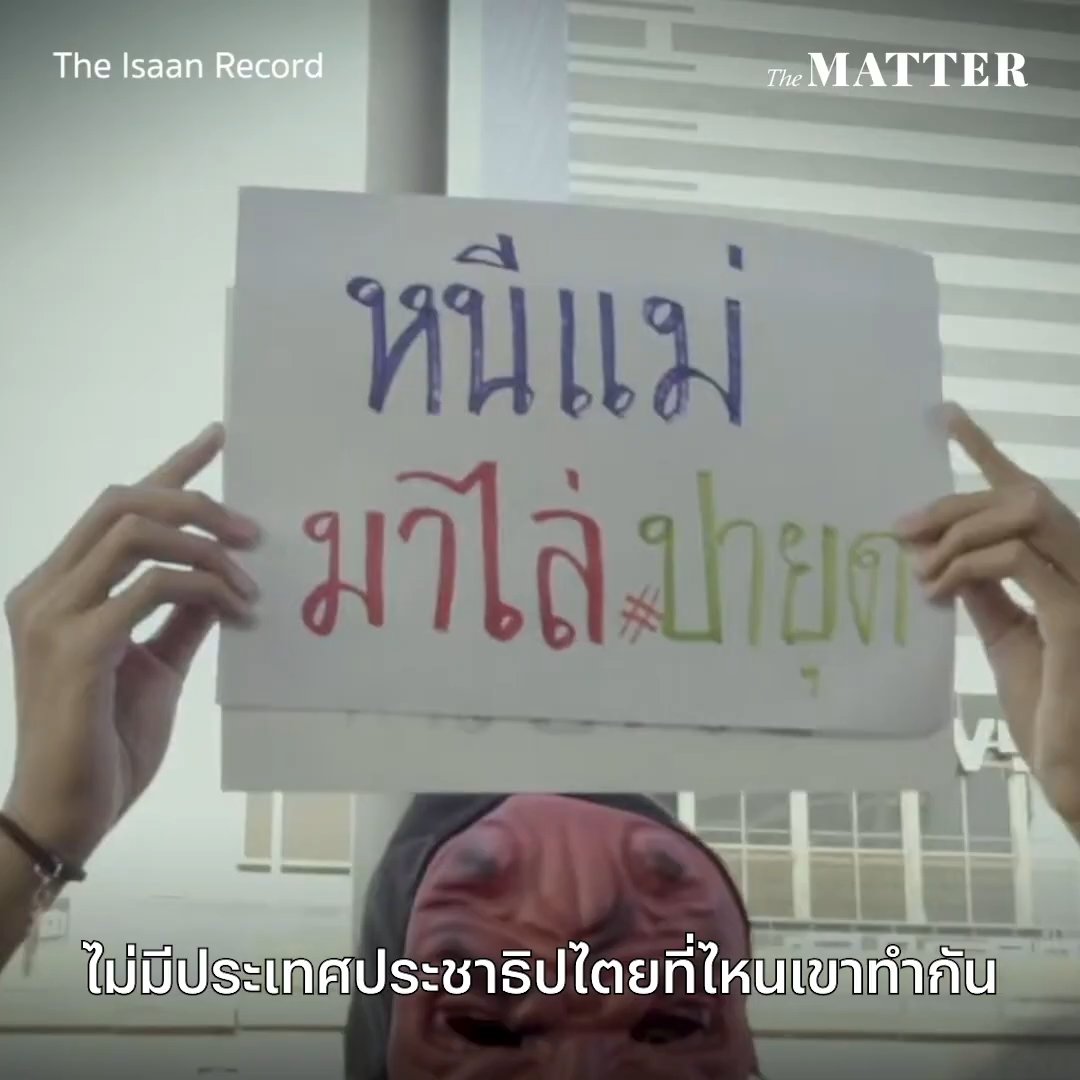 The Isaan Record
The MATTER
หนีแม่
มาไล่ #ปายุด
ไม่มีประเทศประชาธิปไตยที่ไหนเขาทำกัน